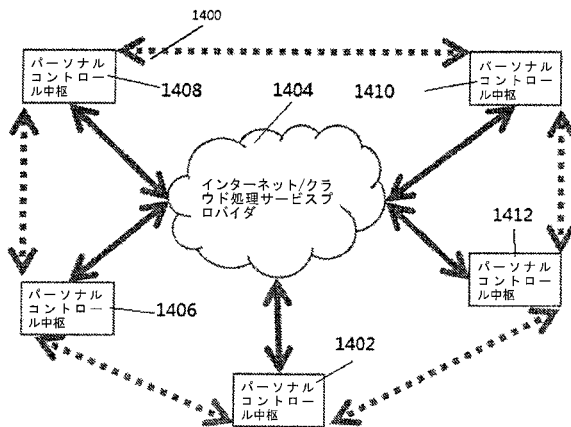 1400
パーソナル
コントロー
ル中枢
1408
1404
1410
パーソナル
コントロー
ル中枢
インターネット/クラ
ウド処理サービスプ
ロバイダ
1412
パーソナル
コントロー
ル中枢
パーソナル
コントロー
ル中枢
1406
1402
パーソナル
コントロー
ル中枢